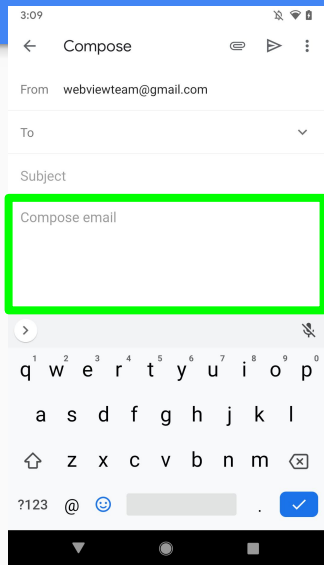 3:09
Compose
From webviewteam@gmail.com
To
Subject
Compose email
1 2 3 4 5 6 7 8 9 0
q w e r t y u i o p
a s d f g h j k l
z x c v b n m
?123 @ .